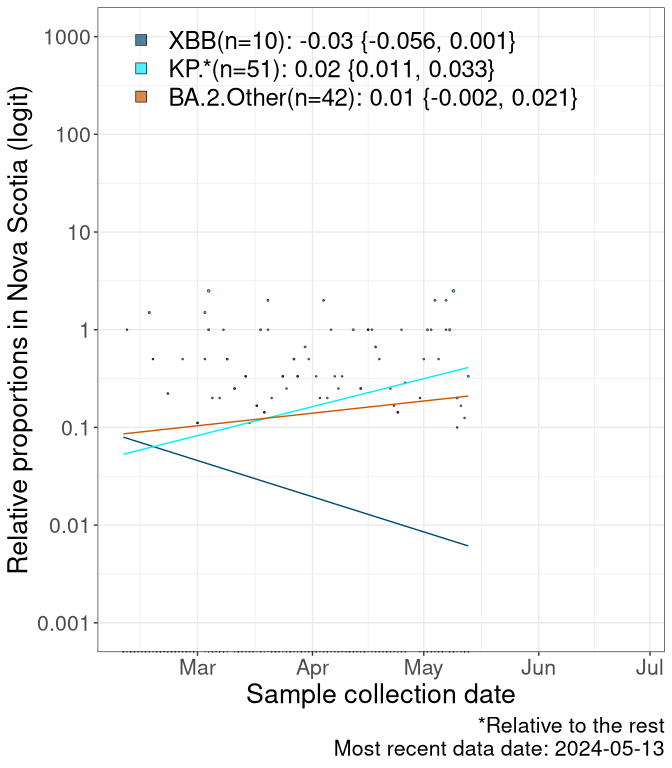 XBB(n=10): -0.03 {-0.056, 0.001}
KP.*(n=51): 0.02 {0.011, 0.033}
BA.2.Other(n=42): 0.01 {-0.002, 0.021}
Relative proportions in Nova Scotia (logit)
1000
100
10
1
0.1
0.01
0.001
Mar Apr May Jun Jul
Sample collection date
*Relative to the rest
Most recent data date: 2024-05-13